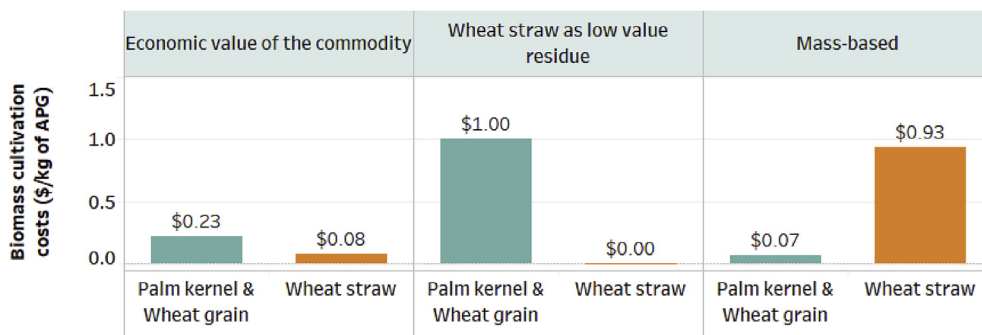 Economic value of the commodity
Wheat straw as low value
residue
Mass-based
Biomass cultivation
costs ($/kg of APG)
1.5
1.0
0.5
0.0
$0.23
$0.08
$1.00
$0.00
$0.07
$0.93
Palm kernel &
Wheat grain
Wheat straw
Palm kernel &
Wheat grain
Wheat straw
Palm kernel &
Wheat grain
Wheat straw